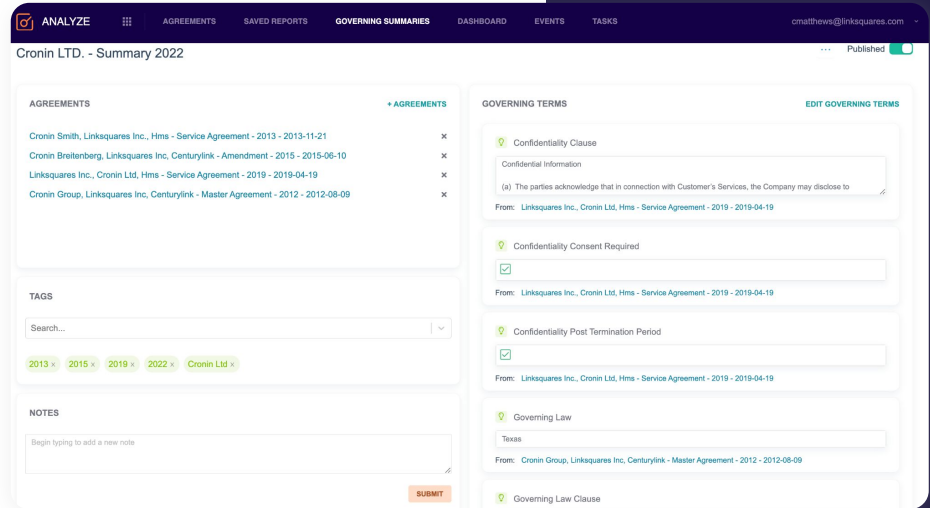 ANALYZE
AGREEMENTS
SAVED REPORTS
GOVERNING SUMMARIES
DASHBOARD
EVENTS
TASKS
cmatthews@linksquares.com
Cronin LTD. - Summary 2022
... Published
AGREEMENTS
+ AGREEMENTS
Cronin Smith, Linksquares Inc., Hms - Service Agreement - 2013 - 2013-11-21 ×
Cronin Breitenberg, Linksquares Inc, Centurylink - Amendment - 2015 - 2015-06-10 ×
Linksquares Inc., Cronin Ltd, Hms - Service Agreement - 2019 - 2019-04-19 ×
Cronin Group, Linksquares Inc, Centurylink - Master Agreement - 2012 - 2012-08-09 ×
TAGS
Search...
2013 × 2015 × 2019 × 2022 × Cronin Ltd ×
NOTES
Begin typing to add a new note
SUBMIT
GOVERNING TERMS
EDIT GOVERNING TERMS
Confidentiality Clause
Confidential Information
(a) The parties acknowledge that in connection with Customer's Services, the Company may disclose to
From: Linksquares Inc., Cronin Ltd, Hms - Service Agreement - 2019 - 2019-04-19
Confidentiality Consent Required
From: Linksquares Inc., Cronin Ltd, Hms - Service Agreement - 2019 - 2019-04-19
Confidentiality Post Termination Period
From: Linksquares Inc., Cronin Ltd, Hms - Service Agreement - 2019 - 2019-04-19
Governing Law
Texas
From: Cronin Group, Linksquares Inc, Centurylink - Master Agreement - 2012 - 2012-08-09
Governing Law Clause